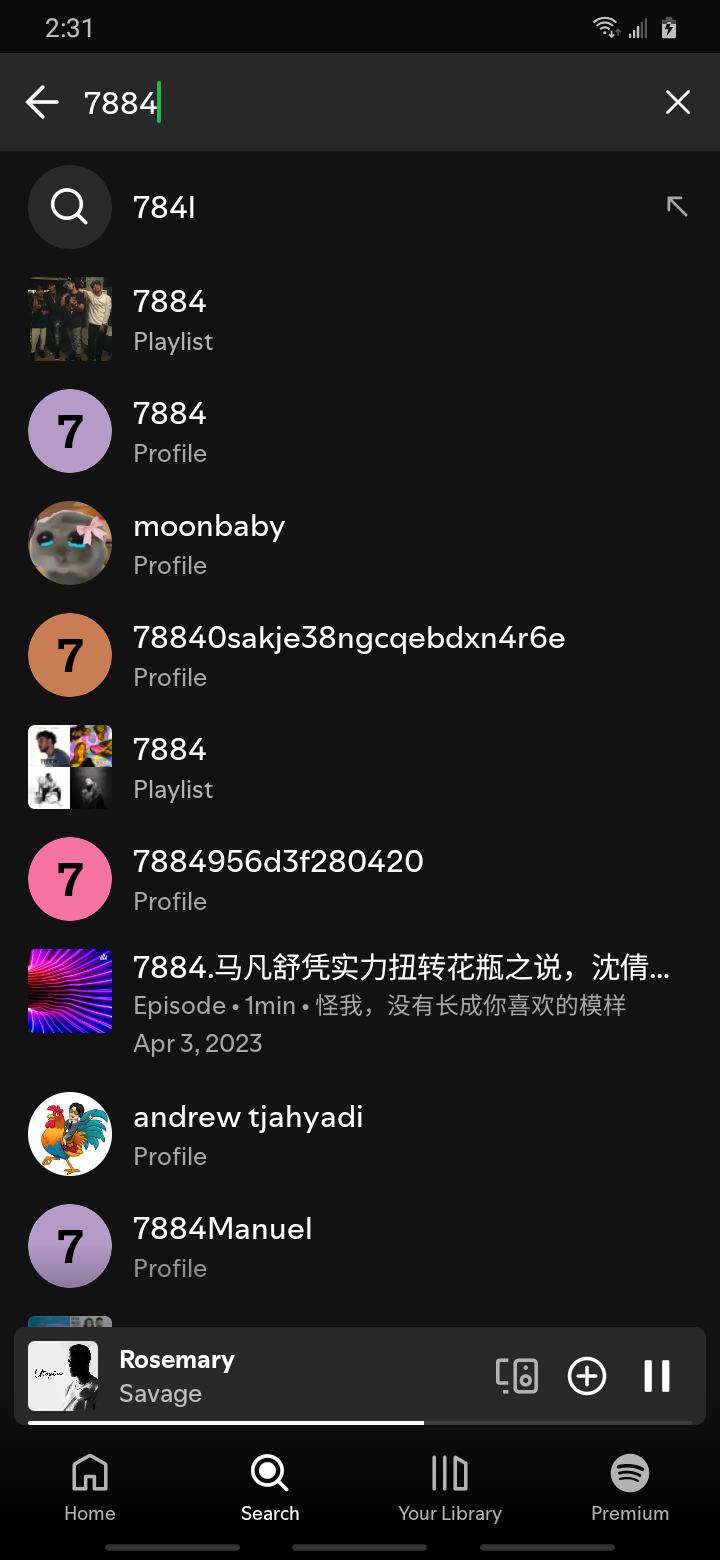 2:31
7884
784l
7884
Playlist
7
7884
Profile
moonbaby
Profile
7
78840sakje38ngcqebdxn4r6e
Profile
7884
Playlist
7
7884956d3f280420
Profile
7884.马凡舒凭实力扭转花瓶之说，沈倩...
Episode • 1min • 怪我，没有长成你喜欢的模样
Apr 3, 2023
andrew tjahyadi
Profile
7
7884Manuel
Profile
Utopia
Rosemary
Savage
Home
Search
Your Library
Premium